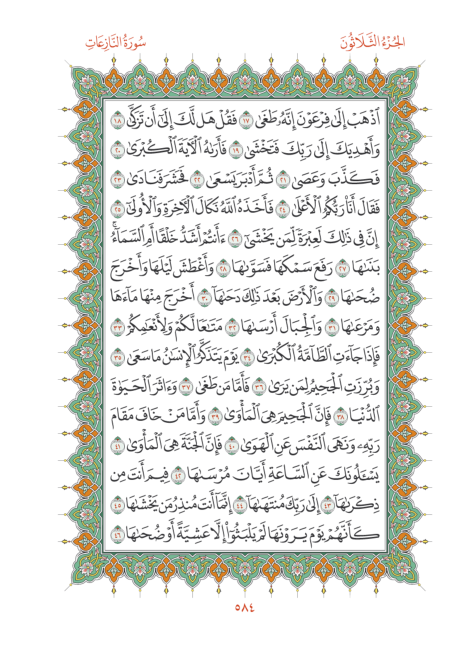 الجُزْءُ الثَّلَاثُونَ
سُورَةُ النَّازِعَاتِ
ٱذۡهَبۡ إِلَىٰ فِرۡعَوۡنَ إِنَّهُۥ طَغَىٰ ١٧ فَقُلۡ هَل لَّكَ إِلَىٰٓ أَن تَزَكَّىٰ ١٨
وَأَهۡدِيَكَ إِلَىٰ رَبِّكَ فَتَخۡشَىٰ ١٩ فَأَرَىٰهُ ٱلۡأٓيَةَ ٱلۡكُبۡرَىٰ ٢٠
فَكَذَّبَ وَعَصَىٰ ٢١ ثُمَّ أَدۡبَرَ يَسۡعَىٰ ٢٢ فَحَشَرَ فَنَادَىٰ ٢٣
فَقَالَ أَنَا۠ رَبُّكُمُ ٱلۡأَعۡلَىٰ ٢٤ فَأَخَذَهُ ٱللَّهُ نَكَالَ ٱلۡأٓخِرَةِ وَٱلۡأُولَىٰٓ ٢٥
إِنَّ فِي ذَٰلِكَ لَعِبۡرَةٗ لِّمَن يَخۡشَىٰٓ ٢٦ ءَأَنتُمۡ أَشَدُّ خَلۡقًا أَمِ ٱلسَّمَآءُۚ
بَنَىٰهَا ٢٧ رَفَعَ سَمۡكَهَا فَسَوَّىٰهَا ٢٨ وَأَغۡطَشَ لَيۡلَهَا وَأَخۡرَجَ
ضُحَىٰهَا ٢٩ وَٱلۡأَرۡضَ بَعۡدَ ذَٰلِكَ دَحَىٰهَآ ٣٠ أَخۡرَجَ مِنۡهَا مَآءَهَا
وَمَرۡعَىٰهَا ٣١ وَٱلۡجِبَالَ أَرۡسَىٰهَا ٣٢ مَتَٰعٗا لَّكُمۡ وَلِأَنۡعَٰمِكُمۡ ٣٣
فَإِذَا جَآءَتِ ٱلطَّآمَّةُ ٱلۡكُبۡرَىٰ ٣٤ يَوۡمَ يَتَذَكَّرُ ٱلۡإِنسَٰنُ مَا سَعَىٰ ٣٥
وَبُرِّزَتِ ٱلۡجَحِيمُ لِمَن يَرَىٰ ٣٦ فَأَمَّا مَن طَغَىٰ ٣٧ وَءَاثَرَ ٱلۡحَيَوٰةَ
ٱلدُّنۡيَا ٣٨ فَإِنَّ ٱلۡجَحِيمَ هِيَ ٱلۡمَأۡوَىٰ ٣٩ وَأَمَّا مَنۡ خَافَ مَقَامَ
رَبِّهِۦ وَنَهَى ٱلنَّفۡسَ عَنِ ٱلۡهَوَىٰ ٤٠ فَإِنَّ ٱلۡجَنَّةَ هِيَ ٱلۡمَأۡوَىٰ ٤١
يَسۡـَٔلُونَكَ عَنِ ٱلسَّاعَةِ أَيَّانَ مُرۡسَىٰهَا ٤٢ فِيمَ أَنتَ مِن
ذِكۡرَىٰهَآ ٤٣ إِلَىٰ رَبِّكَ مُنتَهَىٰهَآ ٤٤ إِنَّمَآ أَنتَ مُنذِرُ مَن يَخۡشَىٰهَا ٤٥
كَأَنَّهُمۡ يَوۡمَ يَرَوۡنَهَا لَمۡ يَلۡبَثُوٓاْ إِلَّا عَشِيَّةً أَوۡ ضُحَىٰهَا ٤٦
٥٨٤